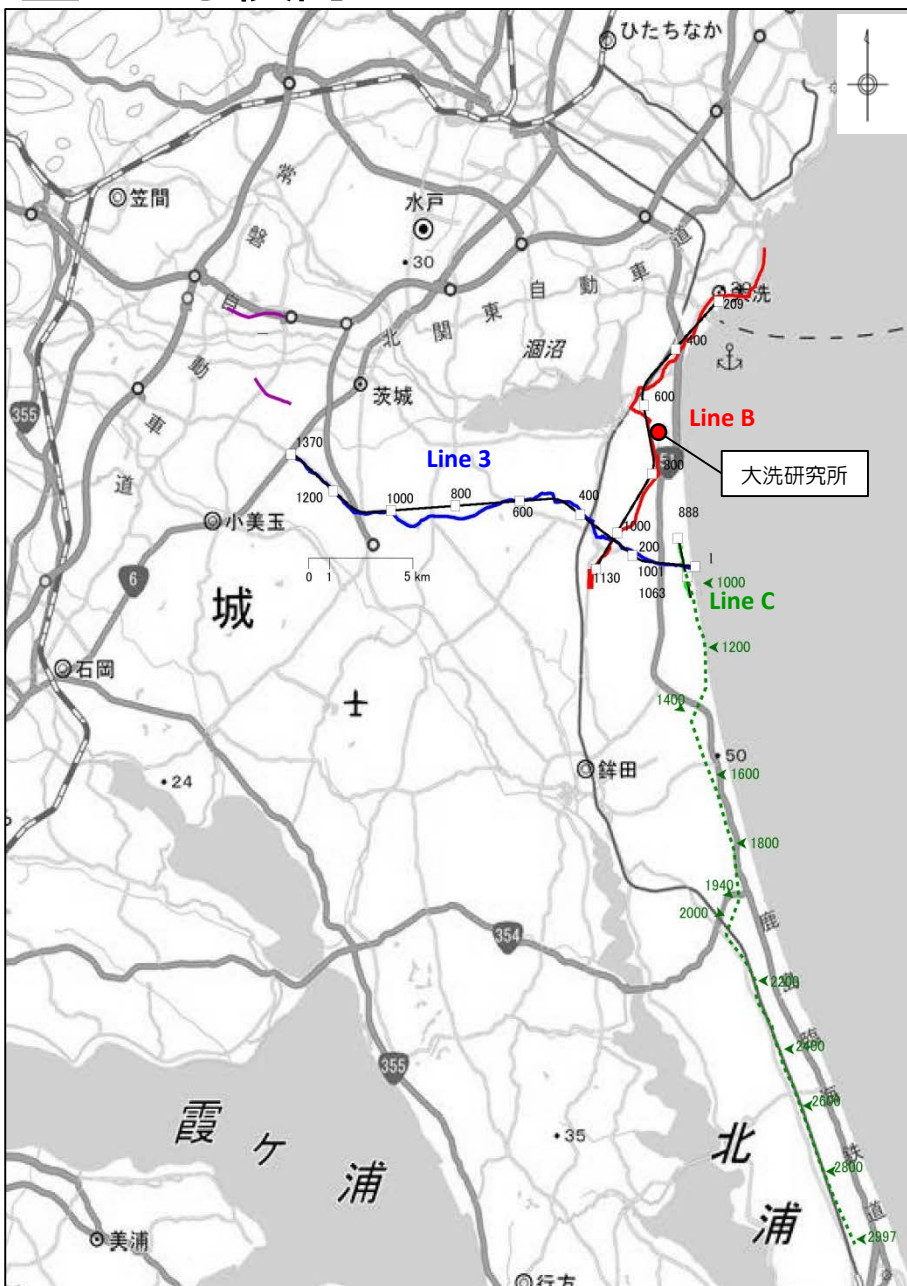 ひたちなか
笠間
常
磐
自
動
車
道
水戸
30
北関東自動車道
大洗
209
400
涸沼
茨城
600
Line B
355
1370
Line 3
51
800
大洗研究所
1200
1000
800
600
400
888
小美玉
1000
200
1
0 1 5 km
1130
1001
1000
6
1063
Line C
城
1200
石岡
1400
50
24
鉾田
1600
1800
1940
2000
鹿島臨海鉄道
354
2200
2400
355
2600
霞ヶ浦
35
北浦
2800
美浦
2997
行方